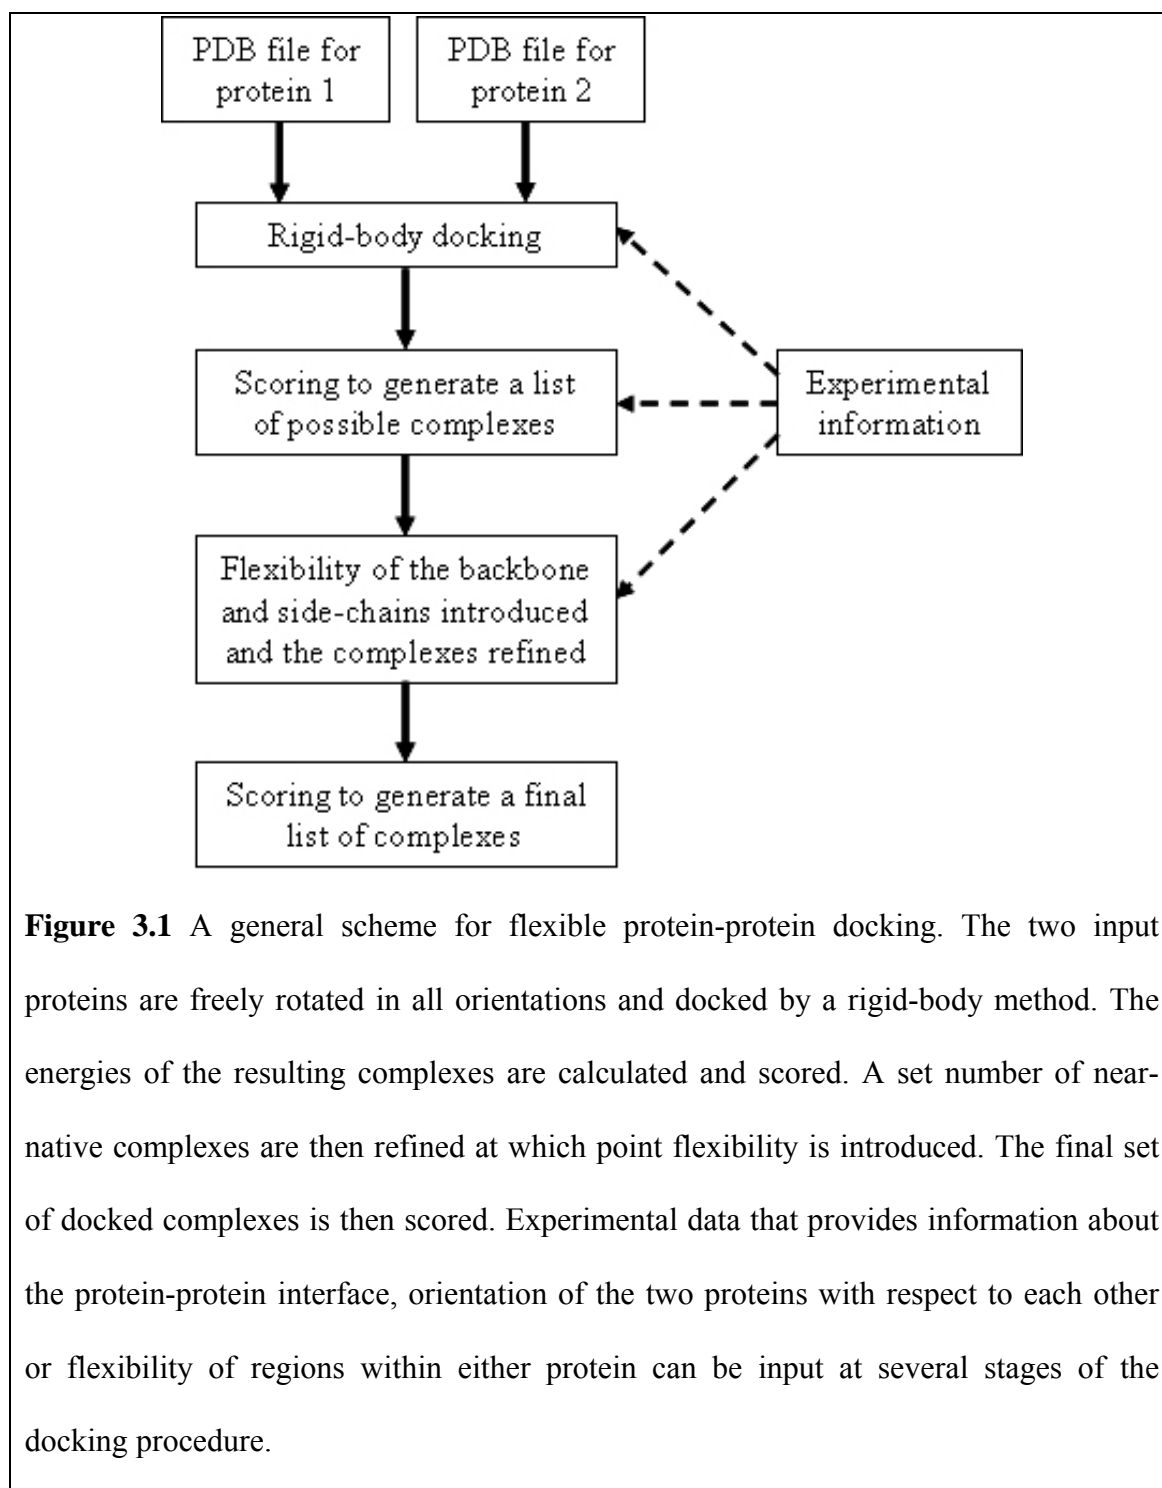 PDB file for
protein 1
PDB file for
protein 2
Rigid-body docking
Scoring to generate a list
of possible complexes
Experimental
information
Flexibility of the backbone
and side-chains introduced
and the complexes refined
Scoring to generate a final
list of complexes
Figure 3.1 A general scheme for flexible protein-protein docking. The two input
proteins are freely rotated in all orientations and docked by a rigid-body method. The
energies of the resulting complexes are calculated and scored. A set number of near-
native complexes are then refined at which point flexibility is introduced. The final set
of docked complexes is then scored. Experimental data that provides information about
the protein-protein interface, orientation of the two proteins with respect to each other
or flexibility of regions within either protein can be input at several stages of the
docking procedure.